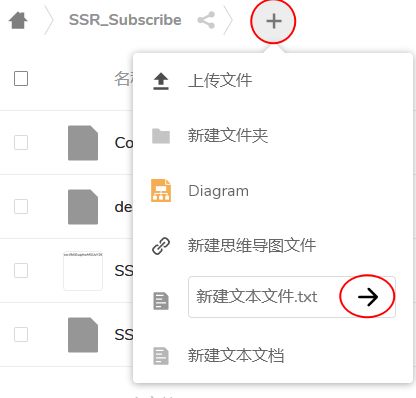 SSR_Subscribe
名
上传文件
新建文件夹
Co
Diagram
de
新建思维导图文件
SS
新建文本文件.txt
SS
新建文本文档